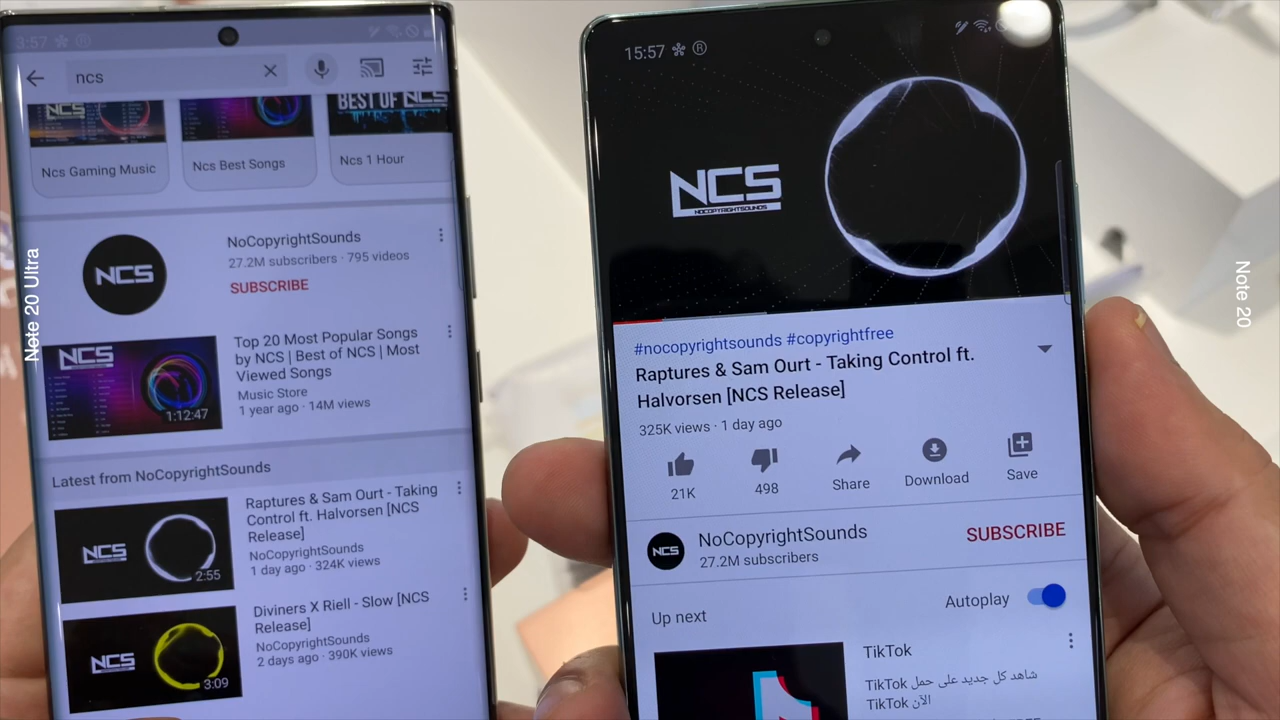 3:57
ncs
NCS
BEST OF NCS
Ncs Gaming Music
Ncs Best Songs
Ncs 1 Hour
NCS
NoCopyrightSounds
27.2M subscribers · 795 videos
SUBSCRIBE
NCS
1:12:47
Top 20 Most Popular Songs
by NCS | Best of NCS | Most
Viewed Songs
Music Store
1 year ago · 14M views
Latest from NoCopyrightSounds
NCS
2:55
Raptures & Sam Ourt - Taking
Control ft. Halvorsen [NCS
Release]
NoCopyrightSounds
1 day ago · 324K views
NCS
3:09
Diviners X Riell - Slow [NCS
Release]
NoCopyrightSounds
2 days ago · 390K views
Note 20 Ultra
15:57
NCS
NOCOPYRIGHTSOUNDS
#nocopyrightsounds #copyrightfree
Raptures & Sam Ourt - Taking Control ft.
Halvorsen [NCS Release]
325K views · 1 day ago
21K
498
Share
Download
Save
NCS
NoCopyrightSounds
27.2M subscribers
SUBSCRIBE
Up next
Autoplay
TikTok
شاهد كل جديد على حمل TikTok
الآن TikTok
Note 20